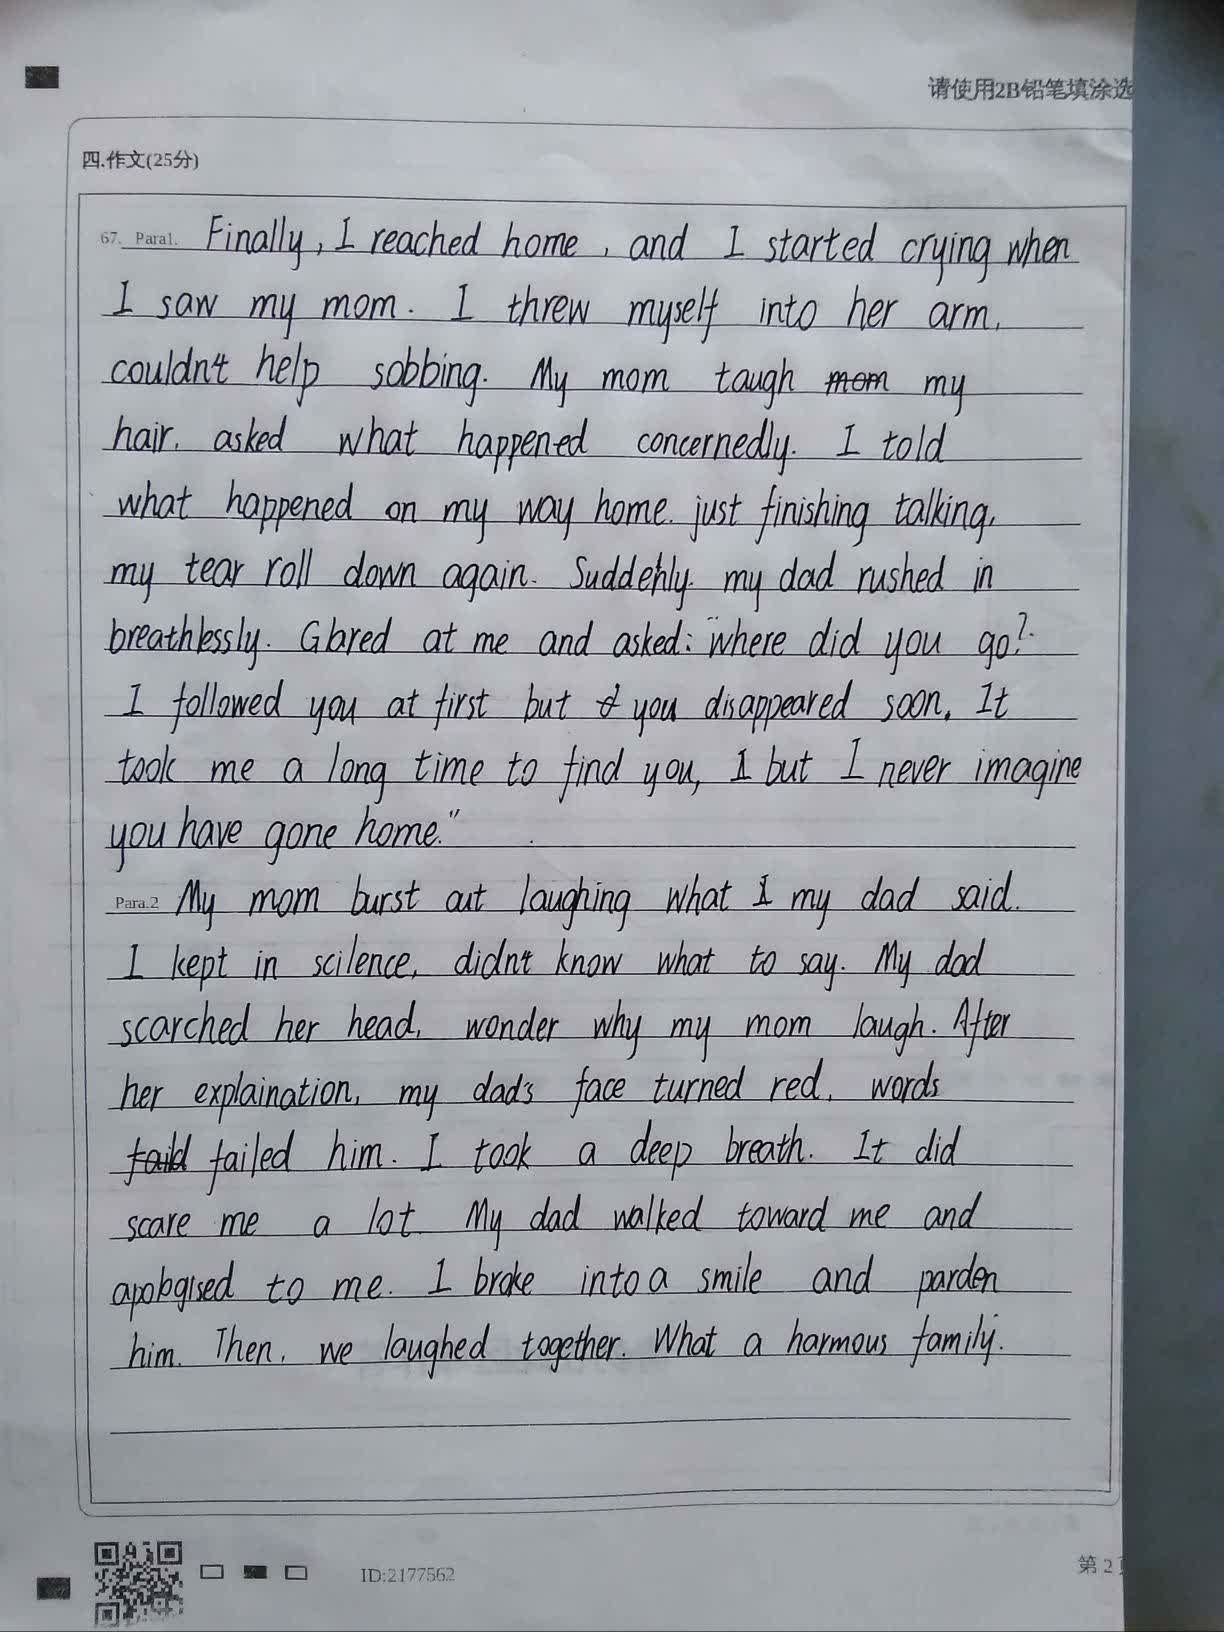 请使用2B铅笔填涂选
四.作文(25分)
67. Para1. Finally, I reached home, and I started crying when
I saw my mom. I threw myself into her arm,
couldn't help sobbing. My mom taugh mom my
hair, asked what happened concernedly. I told
what happened on my way home. just finishing talking,
my tear roll down again. Suddenly. my dad rushed in
breathlessly. Glared at me and asked: "where did you go?
I followed you at first but you disappeared soon. It
took me a long time to find you, but I never imagine
you have gone home."
Para.2 My mom burst out laughing what my dad said.
I kept in scilence, didn't know what to say. My dad
scarched her head, wonder why my mom laugh. After
her explaination, my dad's face turned red, words
faild failed him. I took a deep breath. It did
scare me a lot. My dad walked toward me and
apologised to me. I broke into a smile and parden
him. Then, we laughed together. What a harmous family.
ID:2177562
第 2